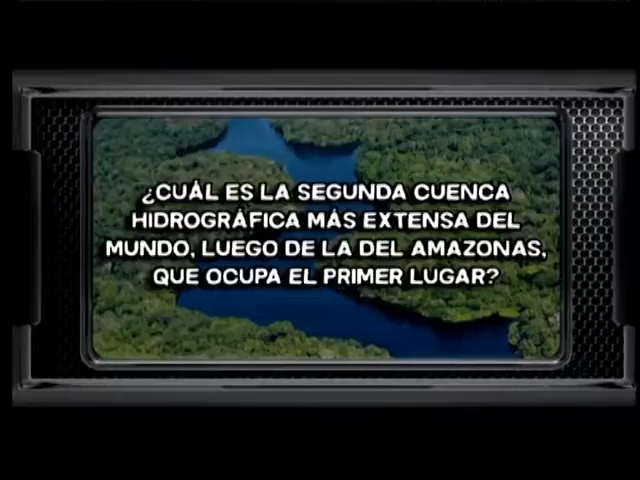 ¿CUÁL ES LA SEGUNDA CUENCA
HIDROGRÁFICA MÁS EXTENSA DEL
MUNDO, LUEGO DE LA DEL AMAZONAS,
QUE OCUPA EL PRIMER LUGAR?